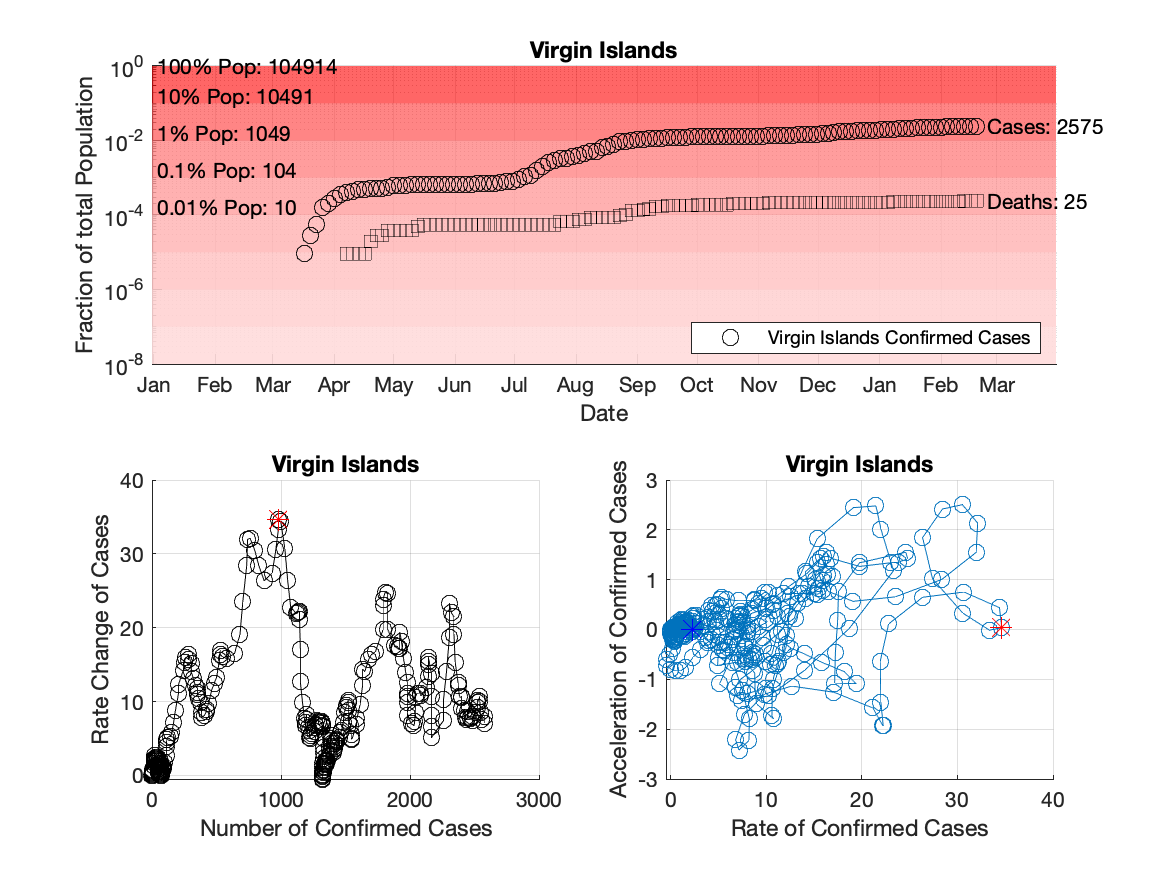 Virgin Islands
10^0
10^-2
10^-4
10^-6
10^-8
Fraction of total Population
100% Pop: 104914
10% Pop: 10491
1% Pop: 1049
0.1% Pop: 104
0.01% Pop: 10
Cases: 2575
Deaths: 25
Virgin Islands Confirmed Cases
Jan Feb Mar Apr May Jun Jul Aug Sep Oct Nov Dec Jan Feb Mar
Date
Virgin Islands
40
30
20
10
0
Rate Change of Cases
0 1000 2000 3000
Number of Confirmed Cases
Virgin Islands
3
2
1
0
-1
-2
-3
Acceleration of Confirmed Cases
0 10 20 30 40
Rate of Confirmed Cases